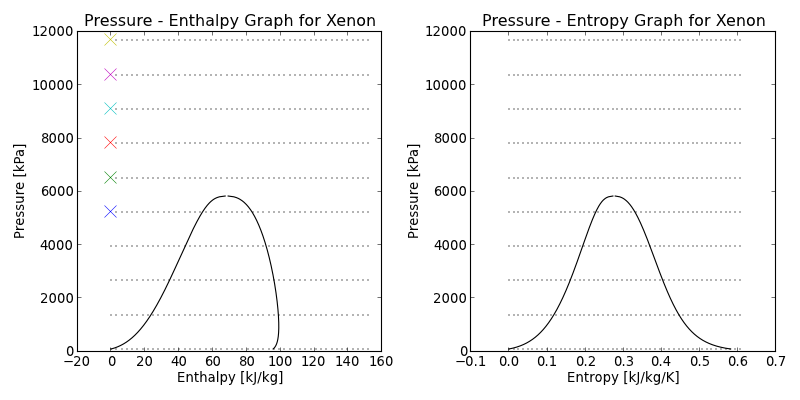 Pressure - Enthalpy Graph for Xenon
12000
10000
8000
6000
4000
2000
0
Pressure [kPa]
−20 0 20 40 60 80 100 120 140 160
Enthalpy [kJ/kg]
Pressure - Entropy Graph for Xenon
12000
10000
8000
6000
4000
2000
0
Pressure [kPa]
−0.1 0.0 0.1 0.2 0.3 0.4 0.5 0.6 0.7
Entropy [kJ/kg/K]